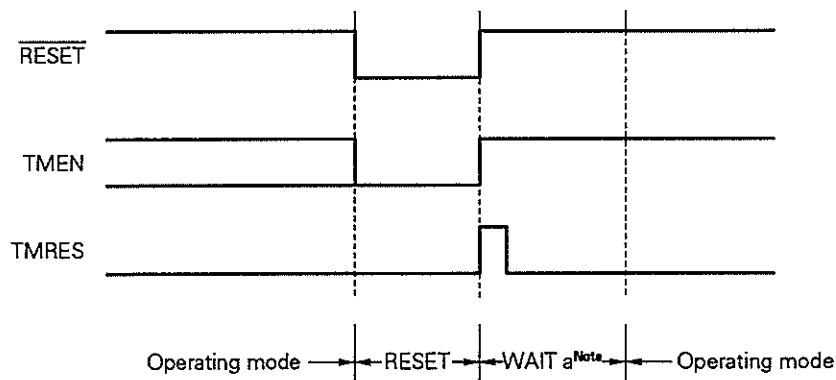 RESET
TMEN
TMRES
Operating mode RESET WAIT a Note Operating mode